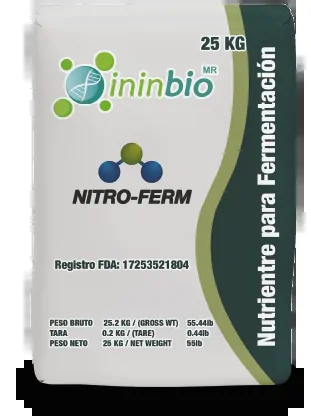 25 KG
ininbio MR
NITRO-FERM
Nutrientre para Fermentación
Registro FDA: 17253521804
PESO BRUTO 25.2 KG / (GROSS WT) 55.44lb
TARA 0.2 KG / (TARE) 0.44lb
PESO NETO 25 KG / NET WEIGHT 55lb